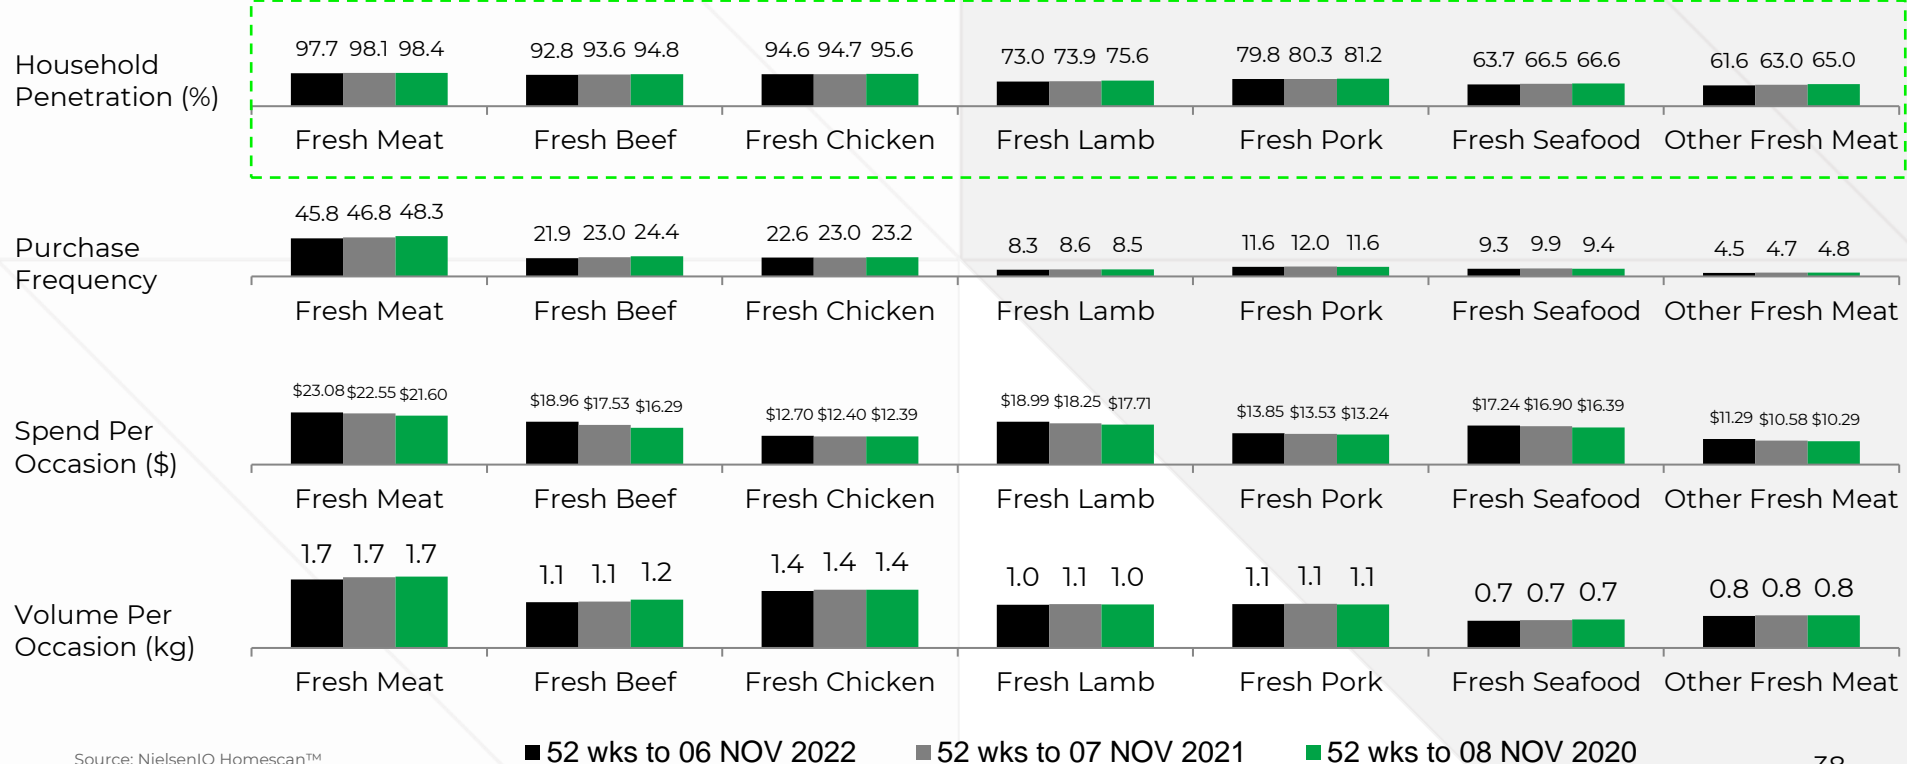 97.7 98.1 98.4 92.8 93.6 94.8 94.6 94.7 95.6 73.0 73.9 75.6 79.8 80.3 81.2 63.7 66.5 66.6 61.6 63.0 65.0
Household
Penetration (%)
Fresh Meat Fresh Beef Fresh Chicken Fresh Lamb Fresh Pork Fresh Seafood Other Fresh Meat
45.8 46.8 48.3 21.9 23.0 24.4 22.6 23.0 23.2 8.3 8.6 8.5 11.6 12.0 11.6 9.3 9.9 9.4 4.5 4.7 4.8
Purchase
Frequency
Fresh Meat Fresh Beef Fresh Chicken Fresh Lamb Fresh Pork Fresh Seafood Other Fresh Meat
$23.08 $22.55 $21.60 $18.96 $17.53 $16.29 $12.70 $12.40 $12.39 $18.99 $18.25 $17.71 $13.85 $13.53 $13.24 $17.24 $16.90 $16.39 $11.29 $10.58 $10.29
Spend Per
Occasion ($)
Fresh Meat Fresh Beef Fresh Chicken Fresh Lamb Fresh Pork Fresh Seafood Other Fresh Meat
1.7 1.7 1.7 1.1 1.1 1.2 1.4 1.4 1.4 1.0 1.1 1.0 1.1 1.1 1.1 0.7 0.7 0.7 0.8 0.8 0.8
Volume Per
Occasion (kg)
Fresh Meat Fresh Beef Fresh Chicken Fresh Lamb Fresh Pork Fresh Seafood Other Fresh Meat
52 wks to 06 NOV 2022 52 wks to 07 NOV 2021 52 wks to 08 NOV 2020
Source: NielsenIQ Homescan™